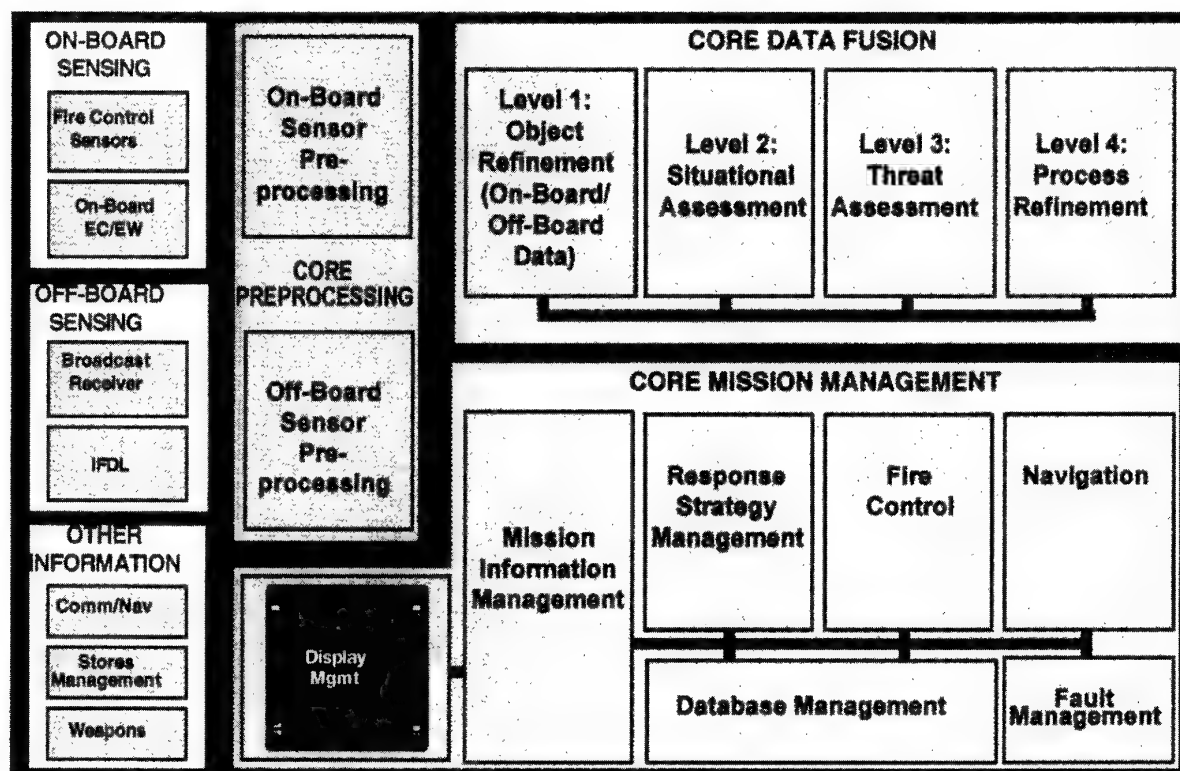 ON-BOARD
SENSING
Fire Control
Sensors
On-Board
EC/EW
OFF-BOARD
SENSING
Broadcast
Receiver
IFDL
OTHER
INFORMATION
Comm/Nav
Stores
Management
Weapons
On-Board
Sensor
Pre-
processing
CORE
PREPROCESSING
Off-Board
Sensor
Pre-
processing
Display
Mgmt
CORE DATA FUSION
Level 1:
Object
Refinement
(On-Board/
Off-Board
Data)
Level 2:
Situational
Assessment
Level 3:
Threat
Assessment
Level 4:
Process
Refinement
CORE MISSION MANAGEMENT
Mission
Information
Management
Response
Strategy
Management
Fire
Control
Navigation
Database Management
Fault
Management